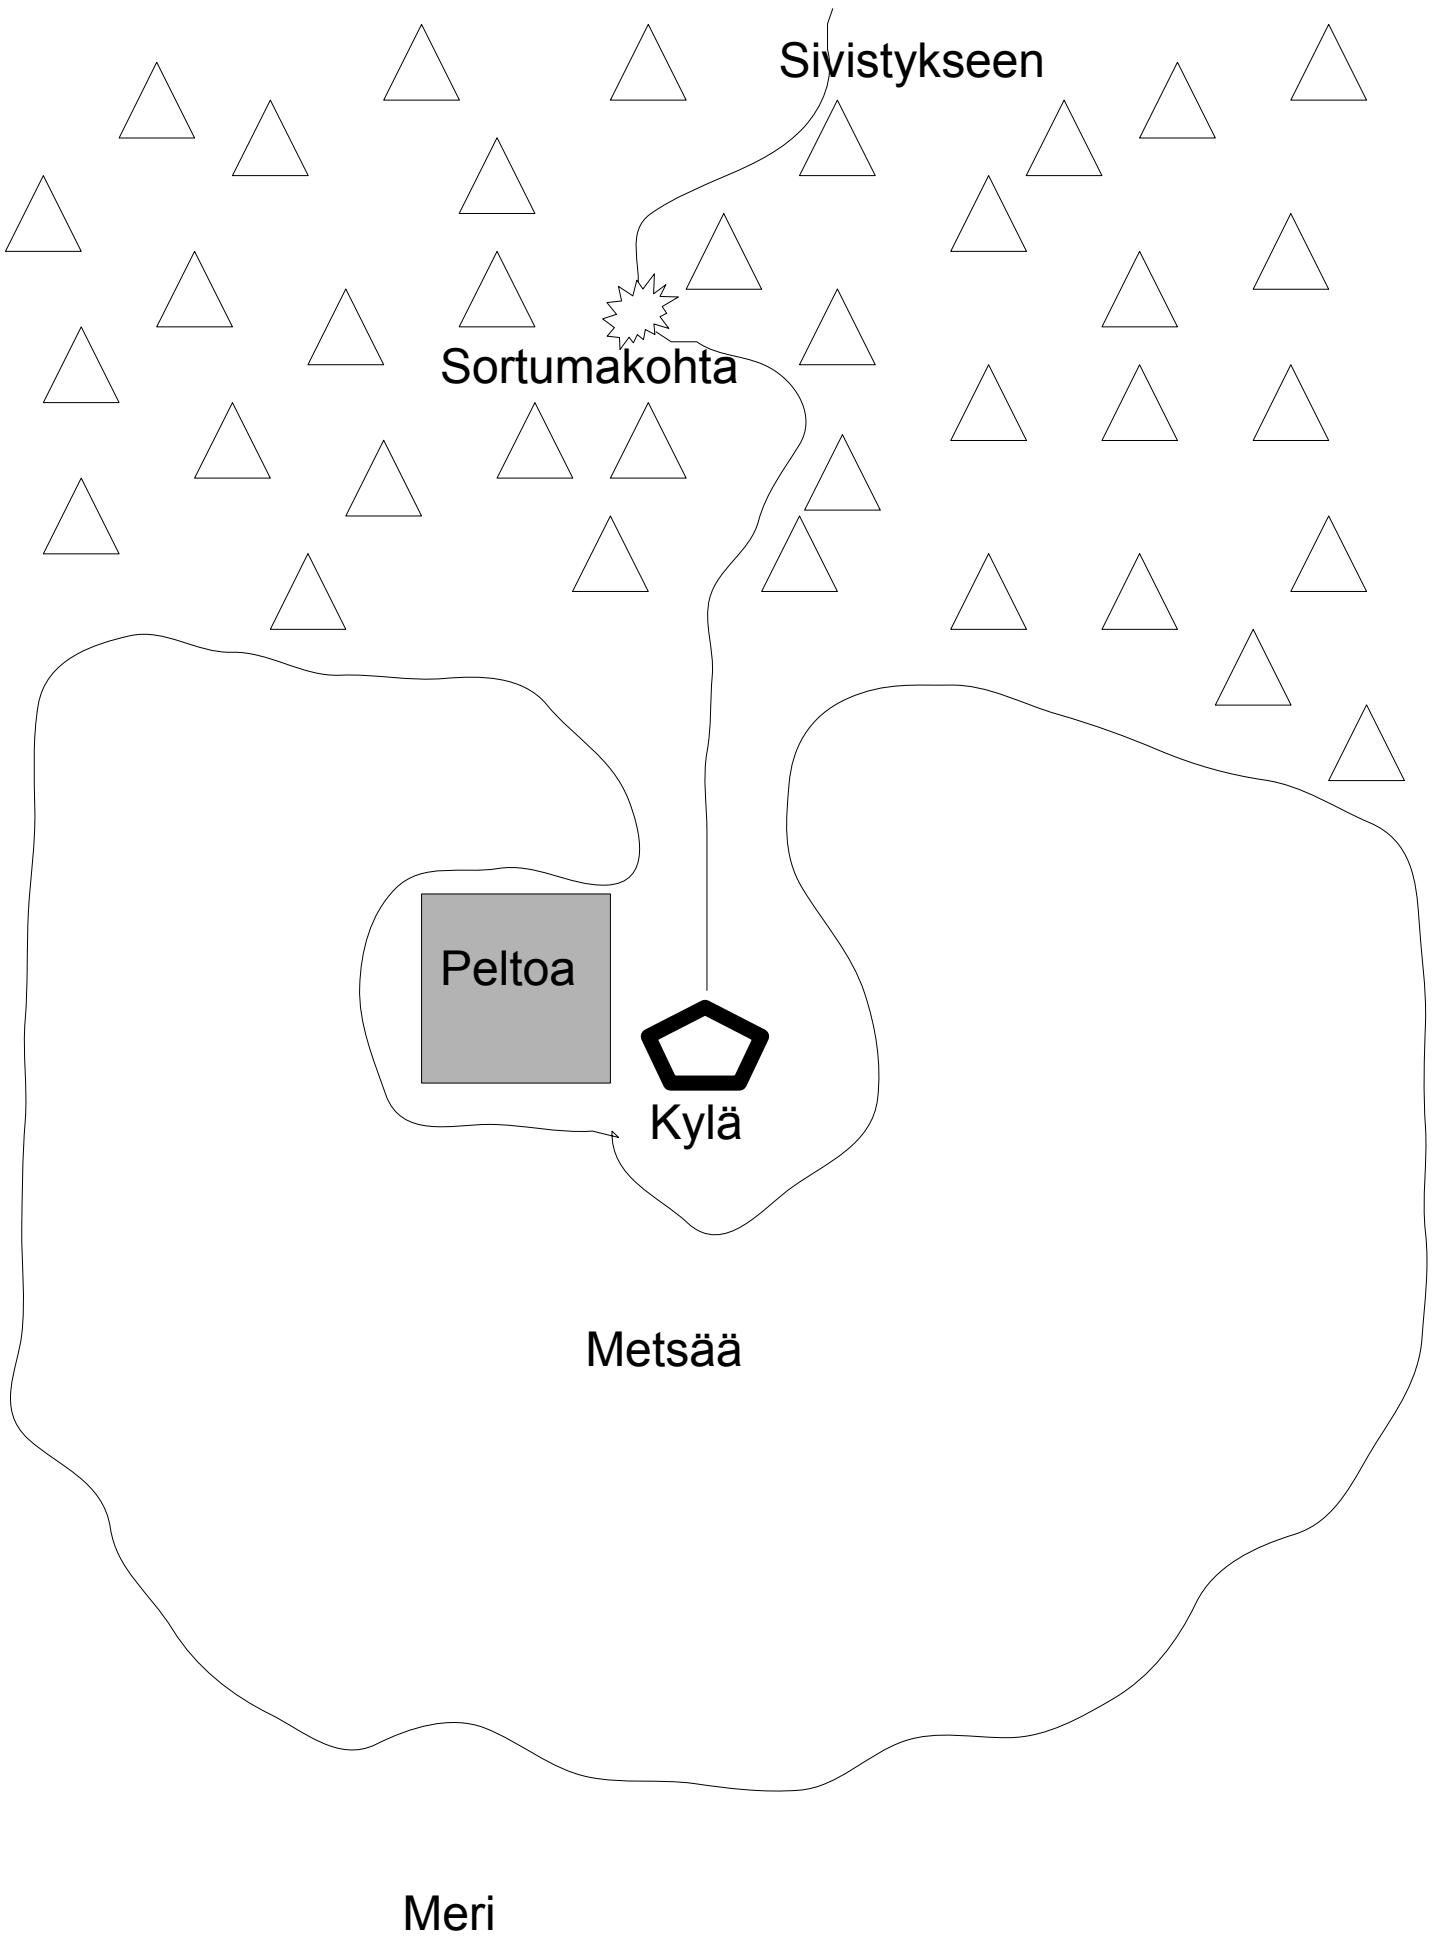 Sivistykseen
Sortumakohta
Peltoa
Kylä
Metsää
Meri